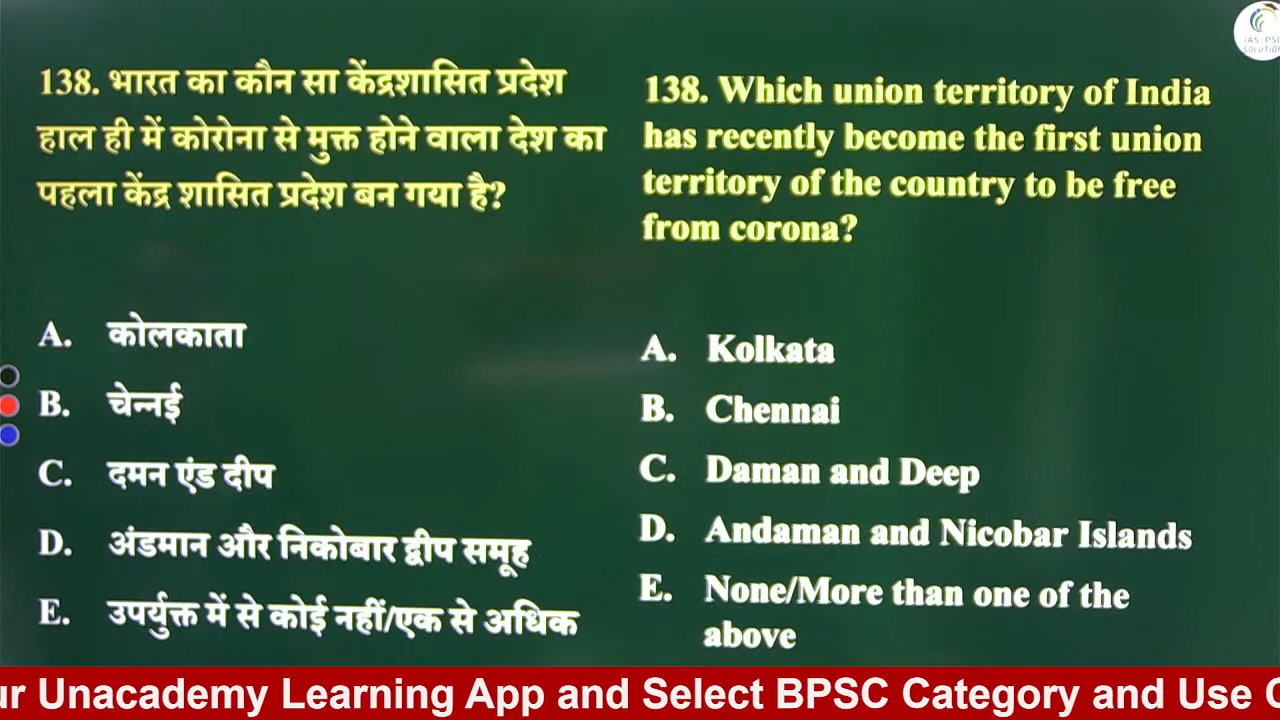 138. भारत का कौन सा केंद्रशासित प्रदेश
हाल ही में कोरोना से मुक्त होने वाला देश का
पहला केंद्र शासित प्रदेश बन गया है?
A. कोलकाता
B. चेन्नई
C. दमन एंड दीप
D. अंडमान और निकोबार द्वीप समूह
E. उपर्युक्त में से कोई नहीं/एक से अधिक
138. Which union territory of India
has recently become the first union
territory of the country to be free
from corona?
A. Kolkata
B. Chennai
C. Daman and Deep
D. Andaman and Nicobar Islands
E. None/More than one of the
above
IAS PSC
SOLUTION
ur Unacademy Learning App and Select BPSC Category and Use